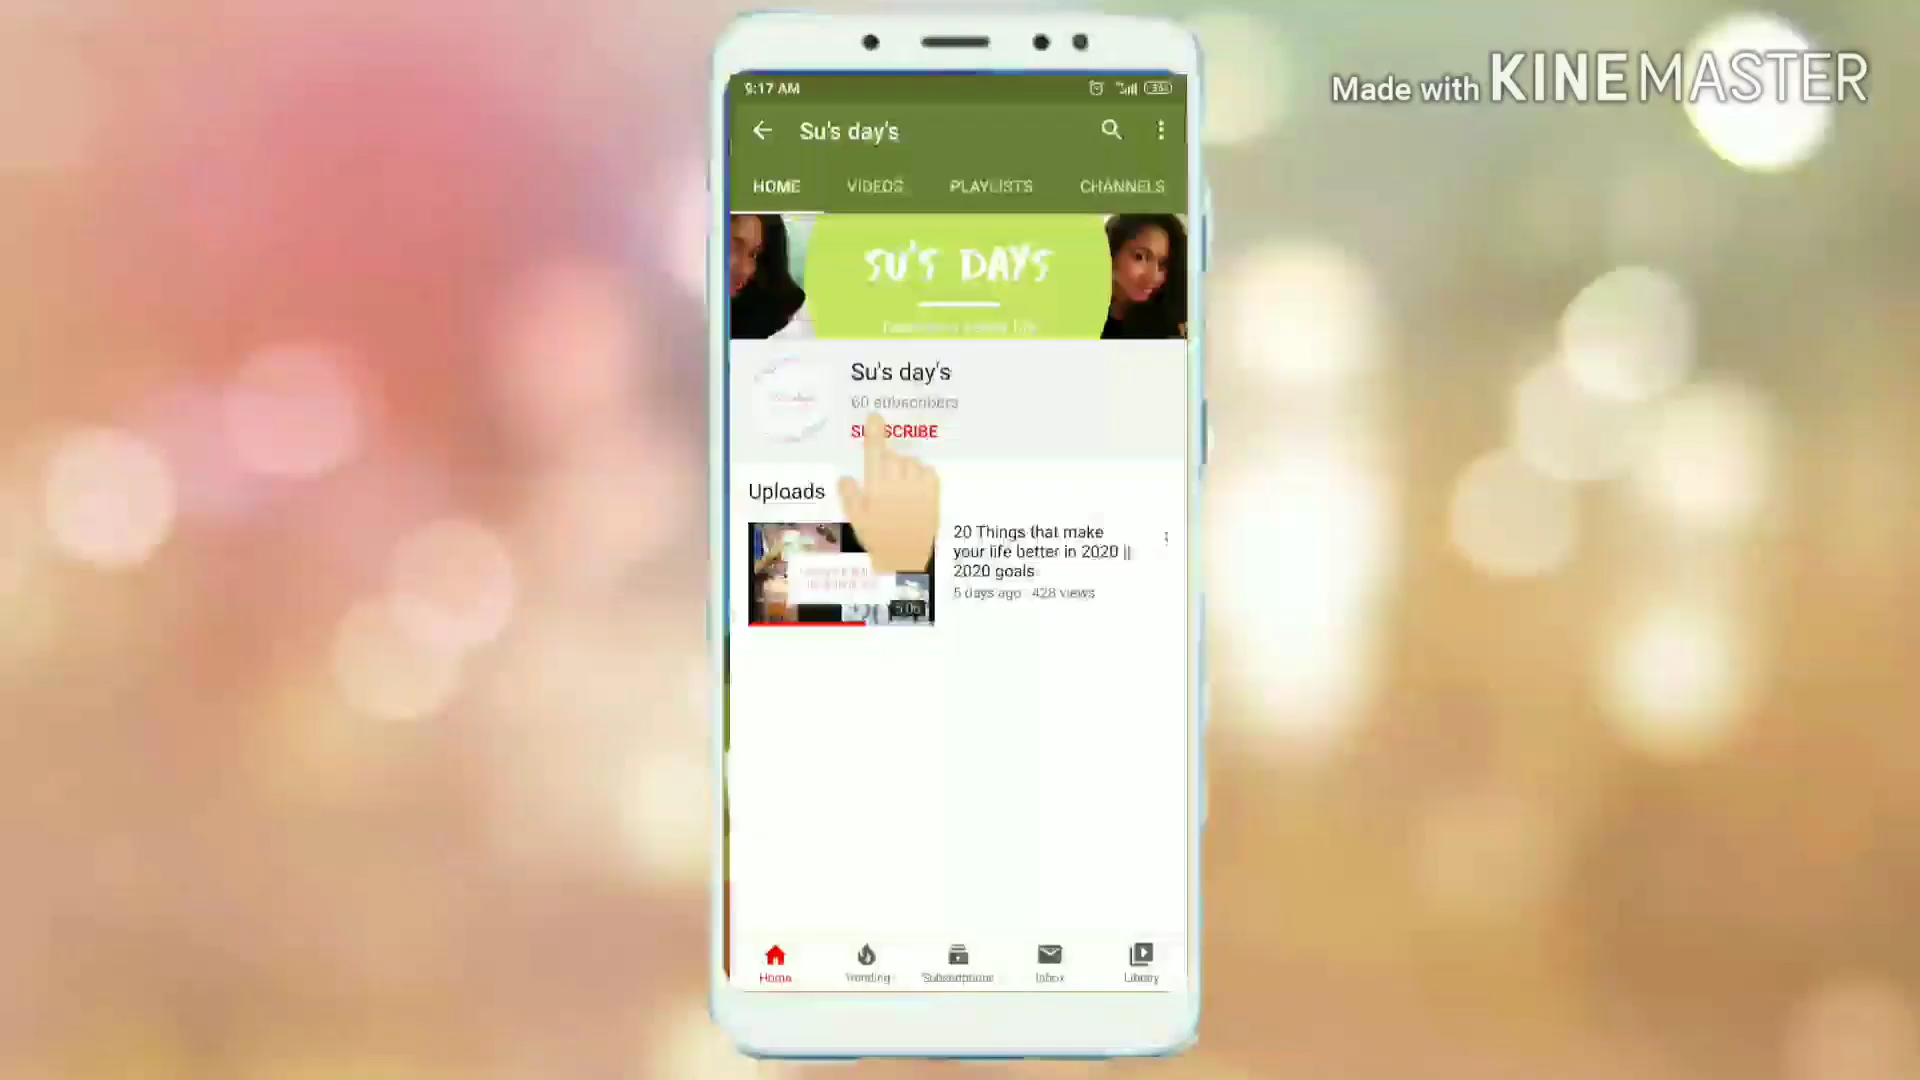 Made with KINEMASTER
9:17 AM
Su's day's
HOME VIDEOS PLAYLISTS CHANNELS
SU'S DAYS
Su's day's
60 subscribers
SUBSCRIBE
Uploads
20 Things that make
your life better in 2020 ||
2020 goals
5 days ago · 428 views
5:06
Home Trending Subscriptions Inbox Library